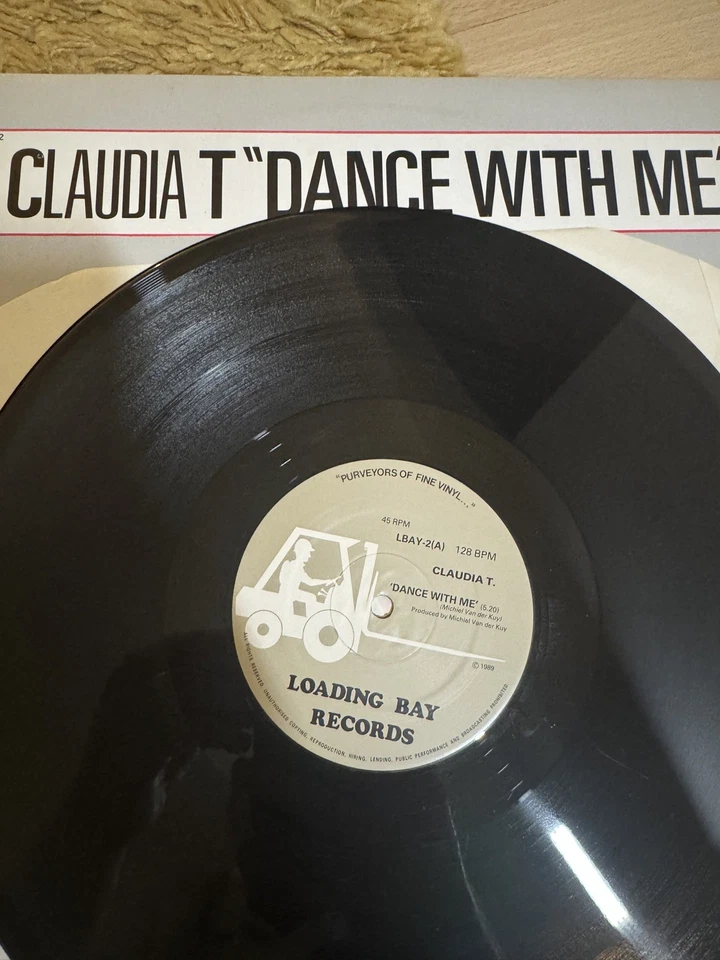 2
CLAUDIA T "DANCE WITH ME"
"PURVEYORS OF FINE VINYL..."
45 RPM
LBAY-2(A) 128 BPM
CLAUDIA T.
'DANCE WITH ME' (5.20)
(Michiel Van der Kuy)
Produced by Michiel Van der Kuy
© 1989
LOADING BAY
RECORDS
ALL RIGHTS RESERVED. UNAUTHORISED COPYING, REPRODUCTION, HIRING, LENDING, PUBLIC PERFORMANCE AND BROADCASTING PROHIBITED